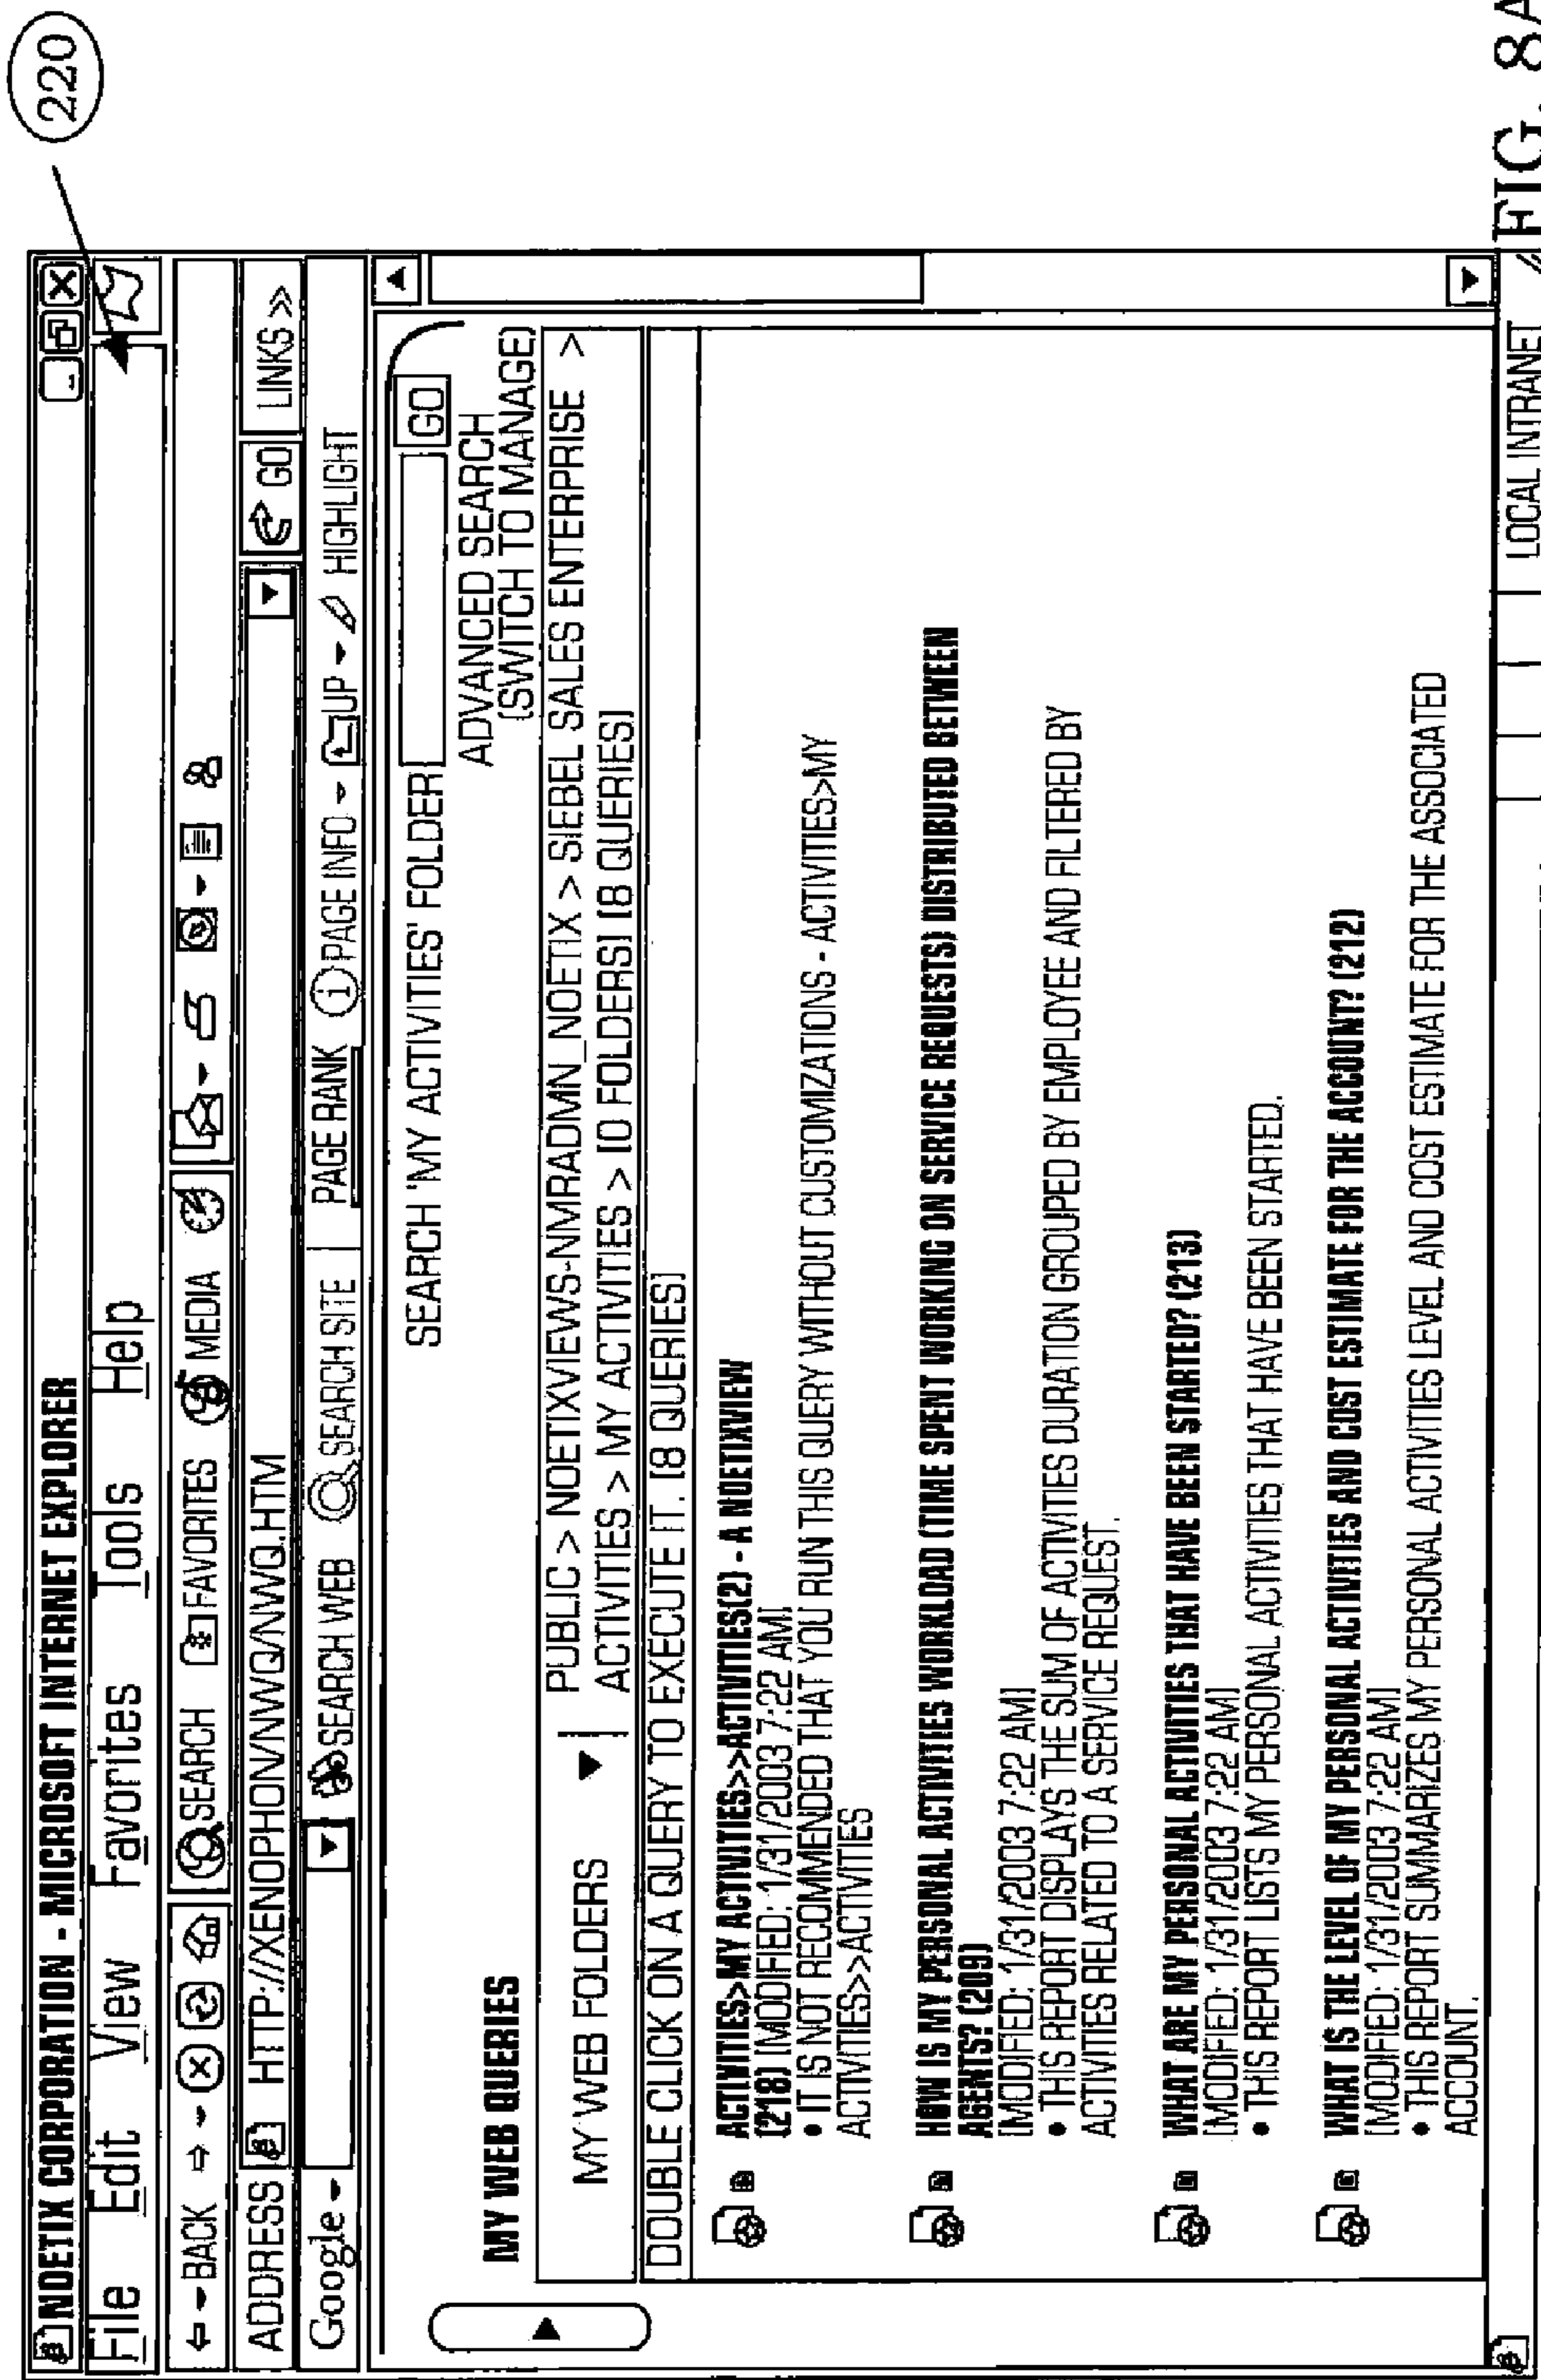 220
NOETIX CORPORATION - MICROSOFT INTERNET EXPLORER
File Edit View Favorites Tools Help
BACK SEARCH FAVORITES MEDIA
ADDRESS HTTP://XENOPHON/NWQ/NWQ.HTM GO LINKS >>
Google SEARCH WEB SEARCH SITE PAGE RANK PAGE INFO UP HIGHLIGHT
SEARCH 'MY ACTIVITIES' FOLDER GO
ADVANCED SEARCH
MY WEB QUERIES (SWITCH TO MANAGE)
MY WEB FOLDERS PUBLIC > NOETIXVIEWS-NMRADMN_NOETIX > SIEBEL SALES ENTERPRISE >
ACTIVITIES > MY ACTIVITIES > [0 FOLDERS] [8 QUERIES]
DOUBLE CLICK ON A QUERY TO EXECUTE IT. [8 QUERIES]
ACTIVITIES>MY ACTIVITIES>>ACTIVITIES(2) - A NOETIXVIEW
(218) [MODIFIED: 1/31/2003 7:22 AM]
• IT IS NOT RECOMMENDED THAT YOU RUN THIS QUERY WITHOUT CUSTOMIZATIONS - ACTIVITIES>MY
ACTIVITIES>>ACTIVITIES
HOW IS MY PERSONAL ACTIVITIES WORKLOAD (TIME SPENT WORKING ON SERVICE REQUESTS) DISTRIBUTED BETWEEN
AGENTS? (209)
[MODIFIED: 1/31/2003 7:22 AM]
• THIS REPORT DISPLAYS THE SUM OF ACTIVITIES DURATION GROUPED BY EMPLOYEE AND FILTERED BY
ACTIVITIES RELATED TO A SERVICE REQUEST.
WHAT ARE MY PERSONAL ACTIVITIES THAT HAVE BEEN STARTED? (213)
[MODIFIED: 1/31/2003 7:22 AM]
• THIS REPORT LISTS MY PERSONAL ACTIVITIES THAT HAVE BEEN STARTED.
WHAT IS THE LEVEL OF MY PERSONAL ACTIVITIES AND COST ESTIMATE FOR THE ACCOUNT? (212)
[MODIFIED: 1/31/2003 7:22 AM]
• THIS REPORT SUMMARIZES MY PERSONAL ACTIVITIES LEVEL AND COST ESTIMATE FOR THE ASSOCIATED
ACCOUNT.
LOCAL INTRANET
FIG. 8A